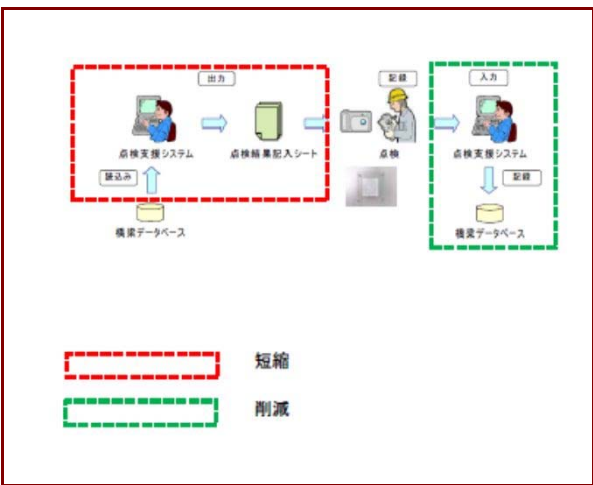 出力
記録
入力
点検支援システム
点検結果記入シート
点検
点検支援システム
読込み
記録
橋梁データベース
橋梁データベース
短縮
削減